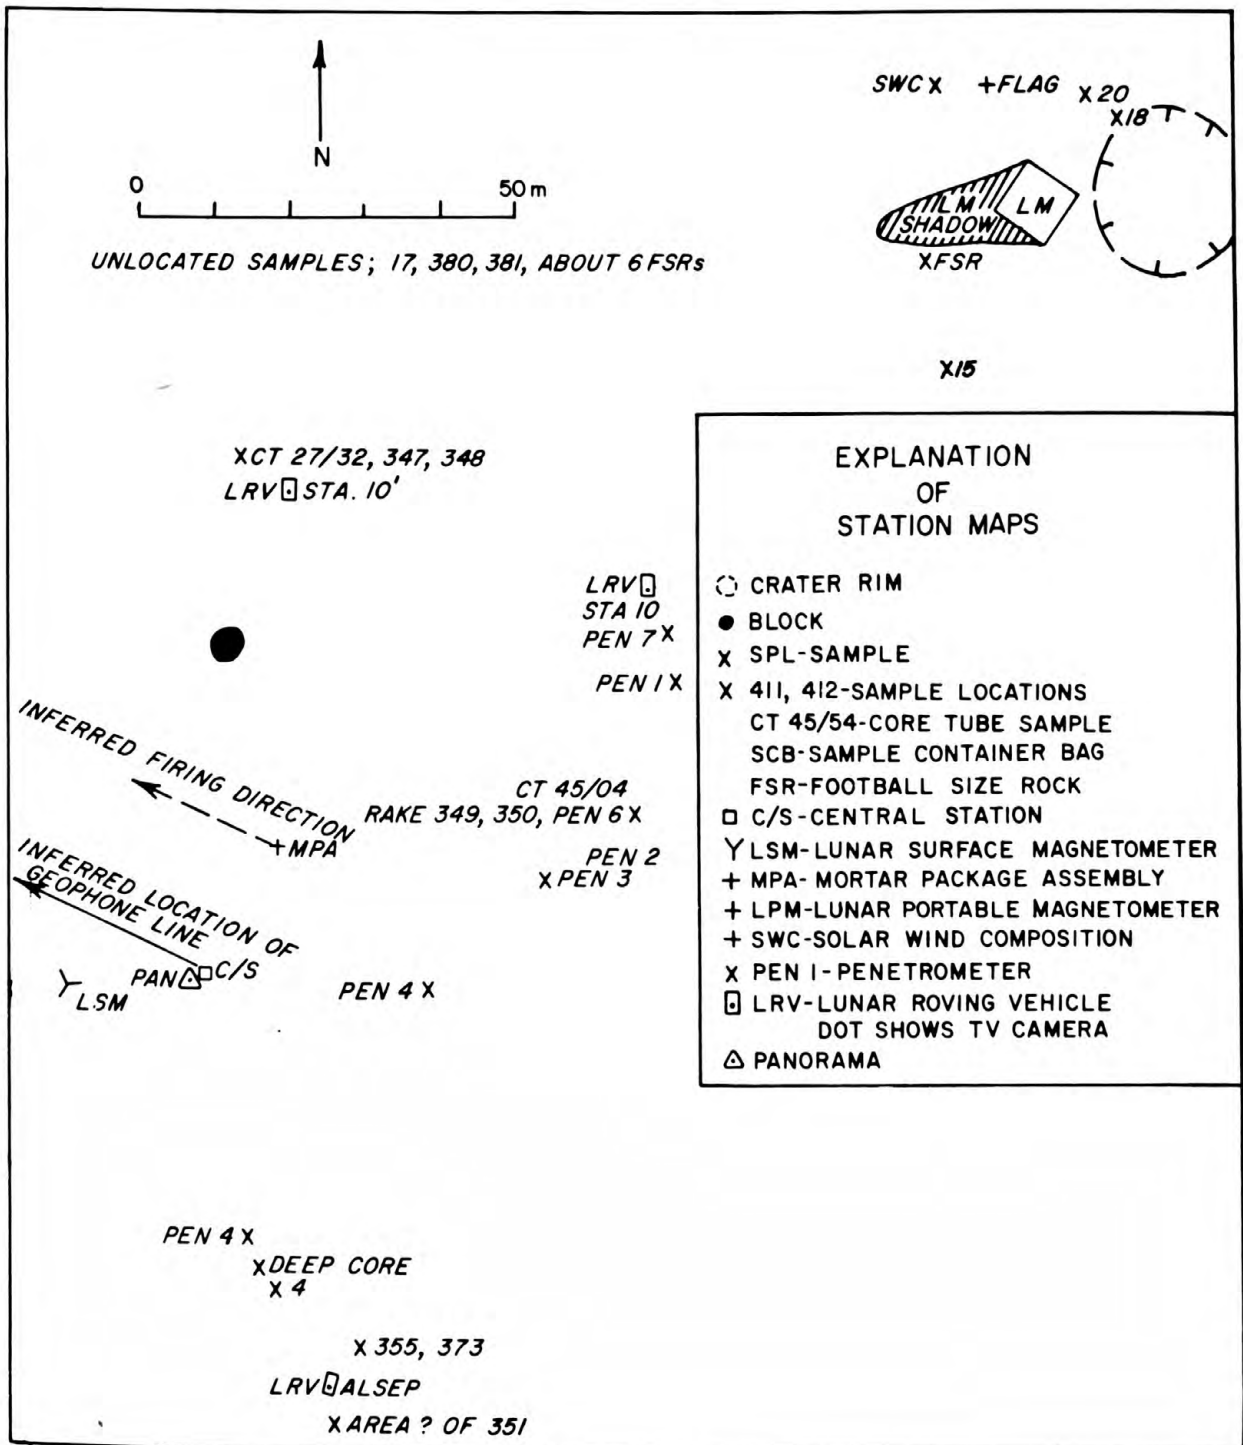 SWC X +FLAG X 20
X18
N
0 50 m
LM SHADOW
LM
UNLOCATED SAMPLES; 17, 380, 381, ABOUT 6 FSRs
XFSR
X15
XCT 27/32, 347, 348
LRV STA. 10'
LRV
STA 10
PEN 7 X
PEN 1 X
INFERRED FIRING DIRECTION
+MPA
CT 45/04
RAKE 349, 350, PEN 6 X
PEN 2
X PEN 3
INFERRED LOCATION OF
GEOPHONE LINE
PAN C/S
LSM
PEN 4 X
PEN 4 X
XDEEP CORE
X 4
X 355, 373
LRV ALSEP
X AREA ? OF 351
EXPLANATION
OF
STATION MAPS
CRATER RIM
BLOCK
X SPL-SAMPLE
X 411, 412-SAMPLE LOCATIONS
CT 45/54-CORE TUBE SAMPLE
SCB-SAMPLE CONTAINER BAG
FSR-FOOTBALL SIZE ROCK
C/S-CENTRAL STATION
LSM-LUNAR SURFACE MAGNETOMETER
+ MPA-MORTAR PACKAGE ASSEMBLY
+ LPM-LUNAR PORTABLE MAGNETOMETER
+ SWC-SOLAR WIND COMPOSITION
X PEN 1-PENETROMETER
LRV-LUNAR ROVING VEHICLE
DOT SHOWS TV CAMERA
PANORAMA